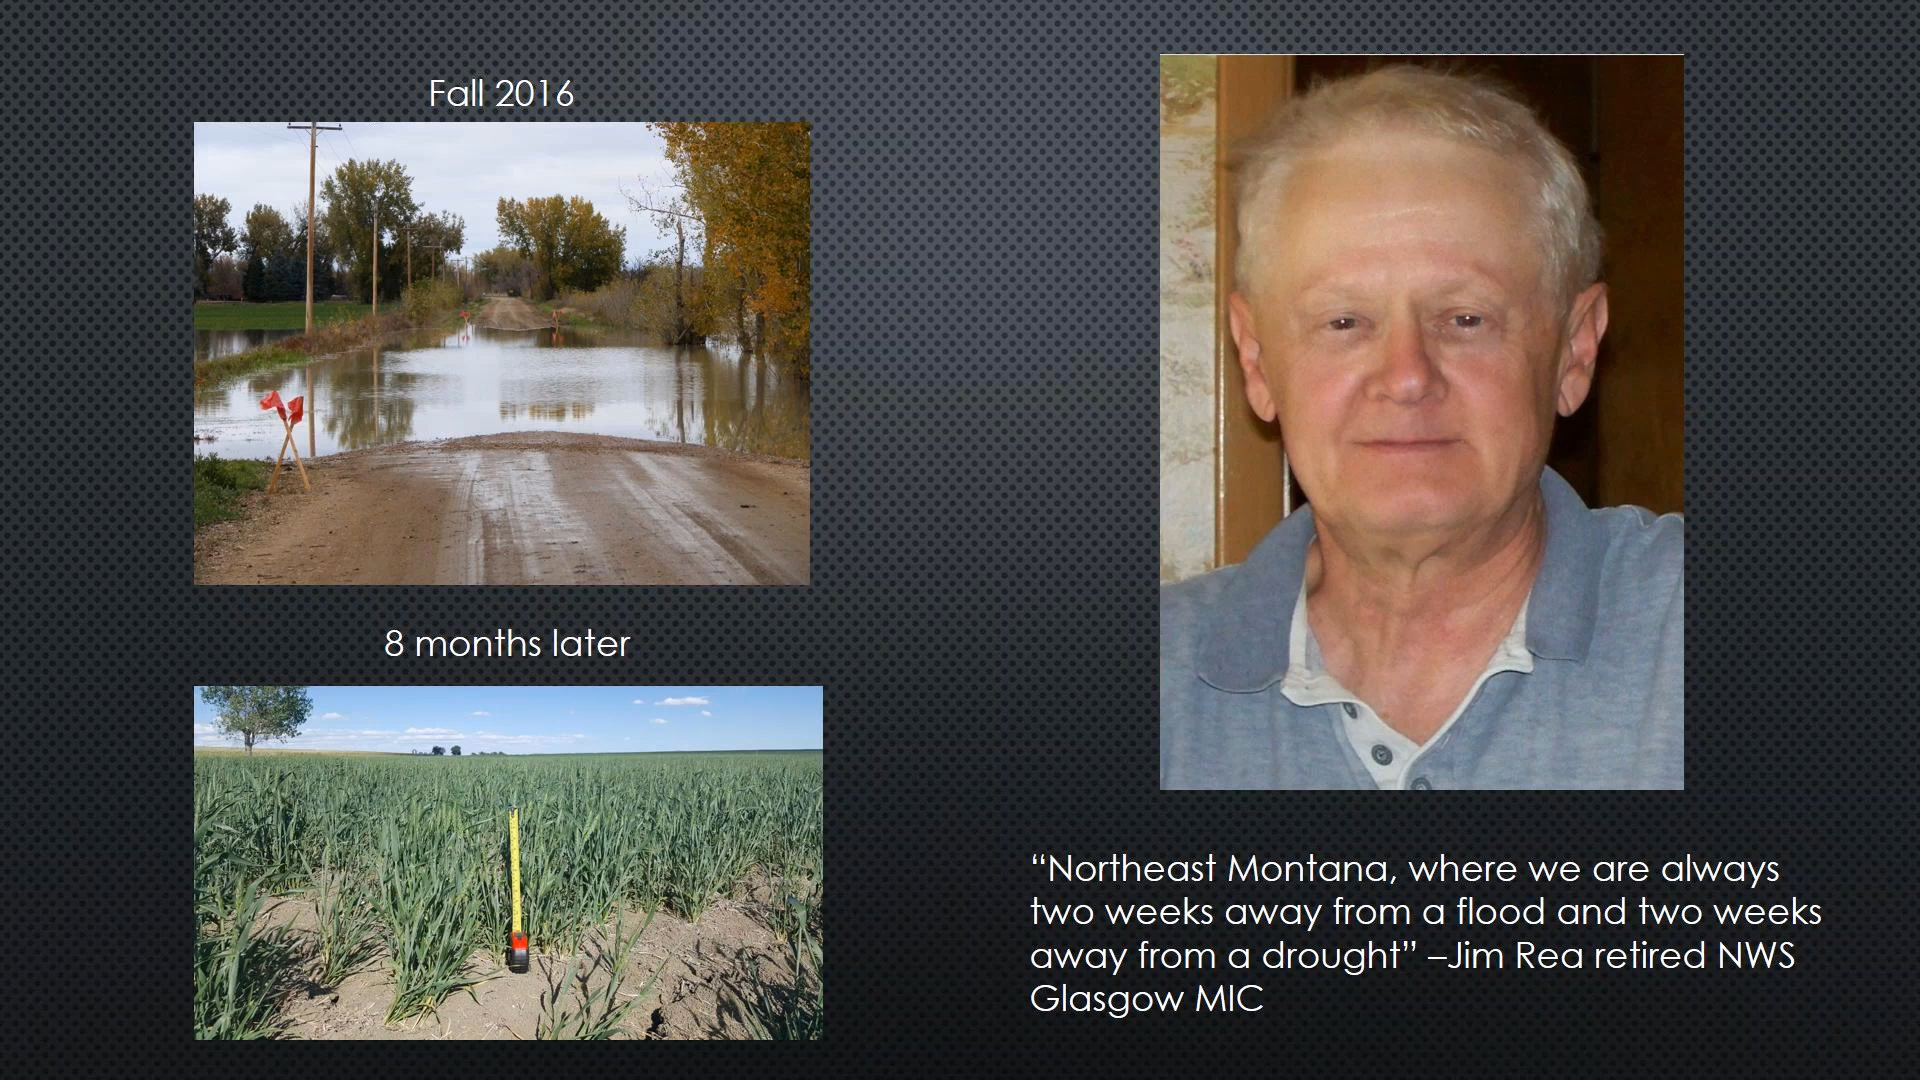 Fall 2016
8 months later
“Northeast Montana, where we are always
two weeks away from a flood and two weeks
away from a drought” –Jim Rea retired NWS
Glasgow MIC